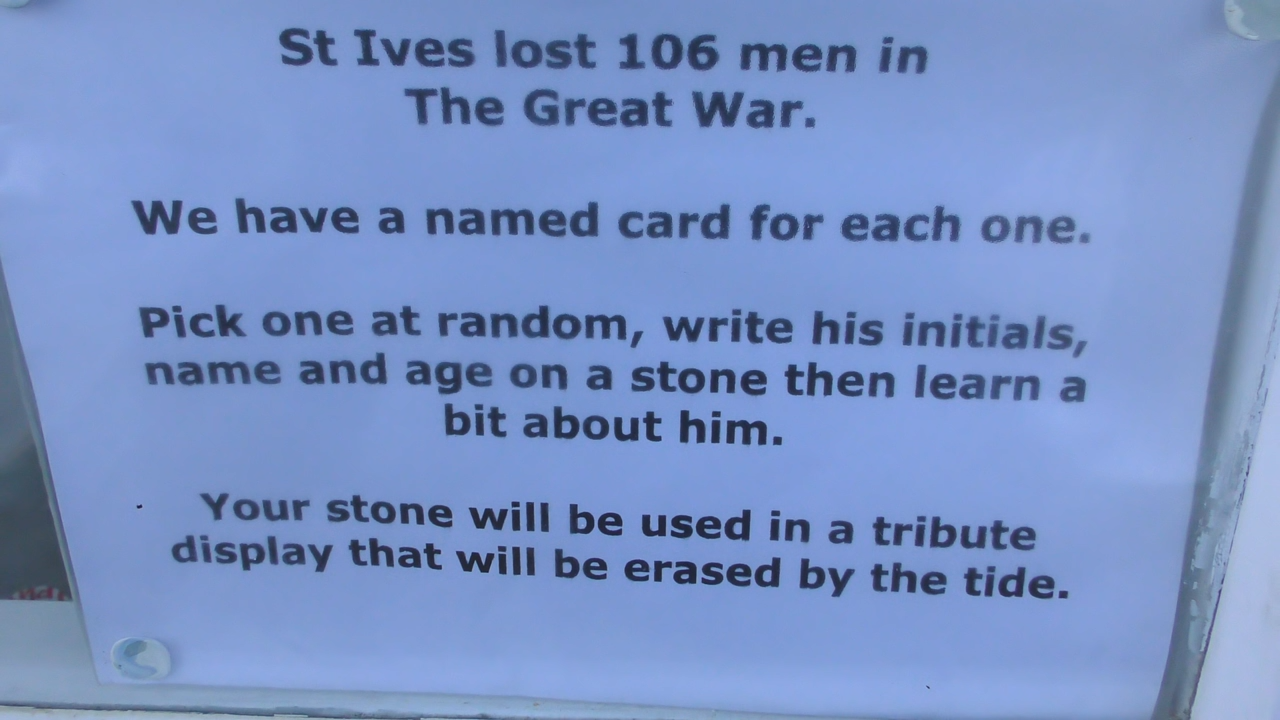 St Ives lost 106 men in
The Great War.
We have a named card for each one.
Pick one at random, write his initials,
name and age on a stone then learn a
bit about him.
Your stone will be used in a tribute
display that will be erased by the tide.